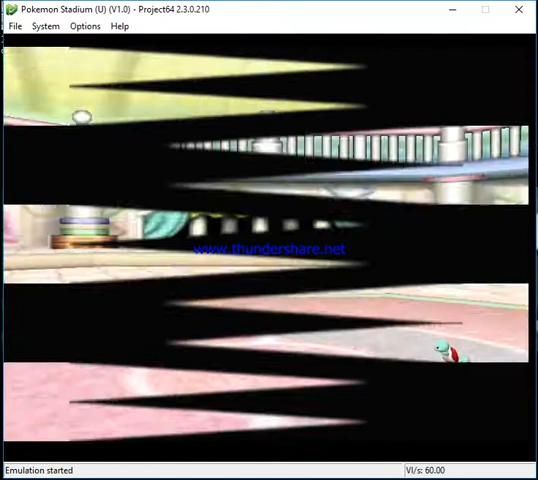 Pokemon Stadium (U) (V1.0) - Project64 2.3.0.210
File System Options Help
www.thundershare.net
Emulation started VI/s: 60.00